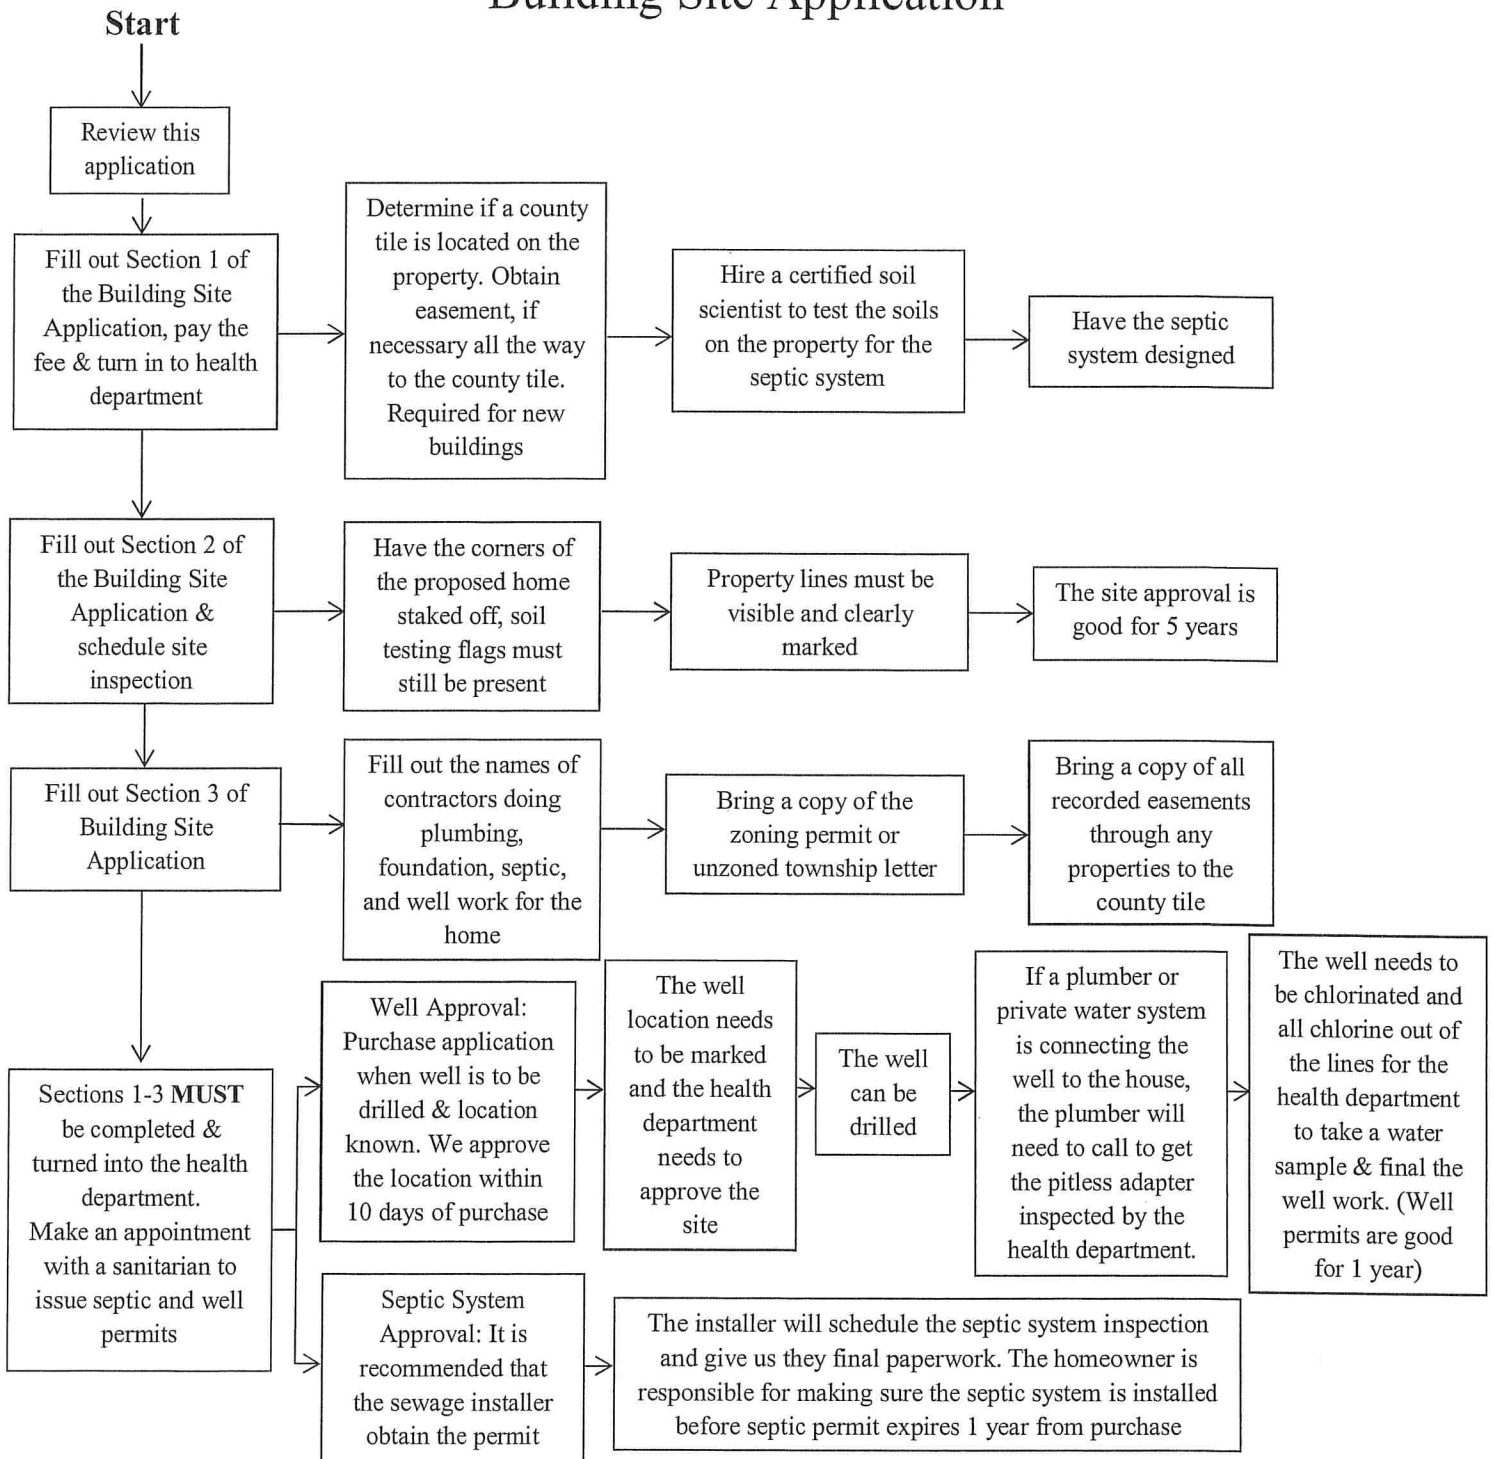 Building Site Application
Start
Review this
application
Fill out Section 1 of
the Building Site
Application, pay the
fee & turn in to health
department
Determine if a county
tile is located on the
property. Obtain
easement, if
necessary all the way
to the county tile.
Required for new
buildings
Hire a certified soil
scientist to test the soils
on the property for the
septic system
Have the septic
system designed
Fill out Section 2 of
the Building Site
Application &
schedule site
inspection
Have the corners of
the proposed home
staked off, soil
testing flags must
still be present
Property lines must be
visible and clearly
marked
The site approval is
good for 5 years
Fill out Section 3 of
Building Site
Application
Fill out the names of
contractors doing
plumbing,
foundation, septic,
and well work for the
home
Bring a copy of the
zoning permit or
unzoned township letter
Bring a copy of all
recorded easements
through any
properties to the
county tile
Sections 1-3 MUST
be completed &
turned into the health
department.
Make an appointment
with a sanitarian to
issue septic and well
permits
Well Approval:
Purchase application
when well is to be
drilled & location
known. We approve
the location within
10 days of purchase
The well
location needs
to be marked
and the health
department
needs to
approve the
site
The well
can be
drilled
If a plumber or
private water system
is connecting the
well to the house,
the plumber will
need to call to get
the pitless adapter
inspected by the
health department.
The well needs to
be chlorinated and
all chlorine out of
the lines for the
health department
to take a water
sample & final the
well work. (Well
permits are good
for 1 year)
Septic System
Approval: It is
recommended that
the sewage installer
obtain the permit
The installer will schedule the septic system inspection
and give us they final paperwork. The homeowner is
responsible for making sure the septic system is installed
before septic permit expires 1 year from purchase